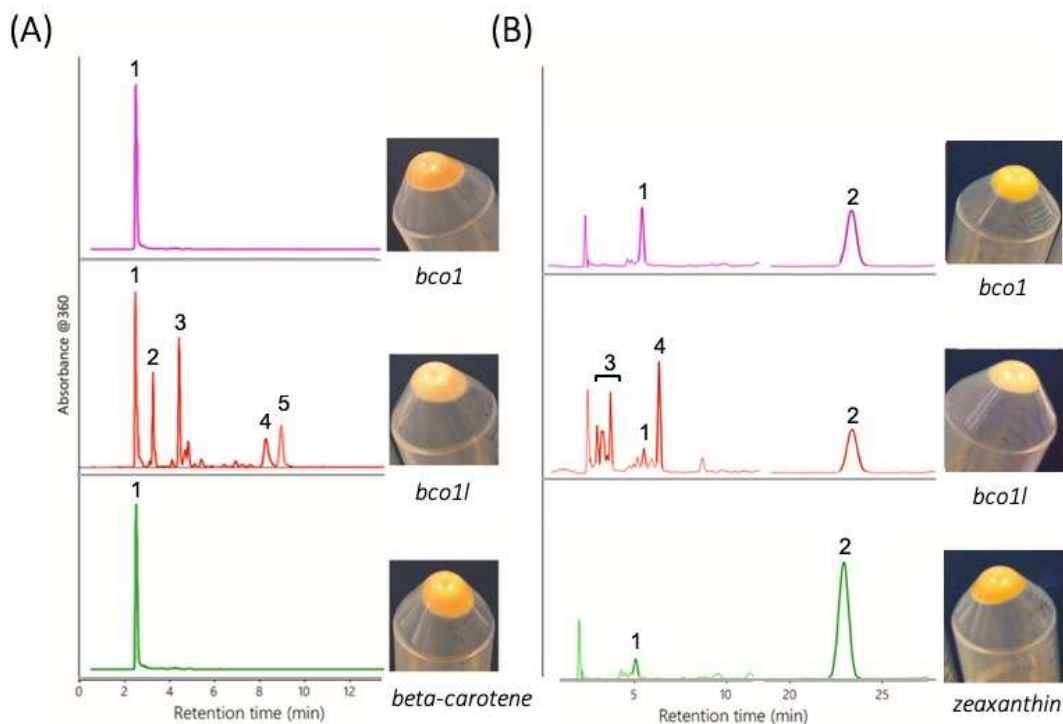 (A)
(B)
1
bco1
1
2
bco1
Absorbance @360
1
2
3
4
5
bco1l
3
1
4
2
bco1l
1
0
2
4
6
8
10
12
Retention time (min)
beta-carotene
1
2
5
10
20
25
Retention time (min)
zeaxanthin